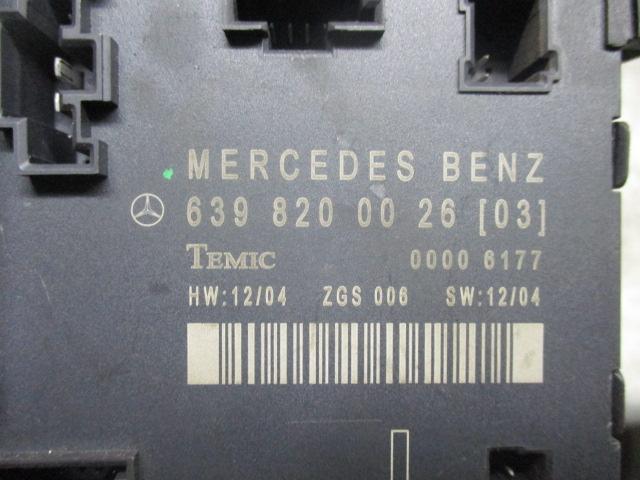 MERCEDES BENZ
639 820 00 26 [03]
TEMIC 0000 6177
HW:12/04 ZGS 006 SW:12/04